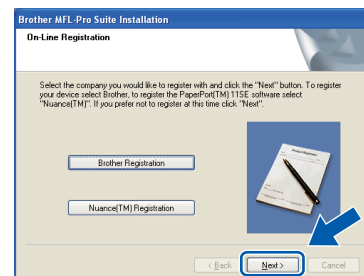 Brother MFL-Pro Suite Installation
On-Line Registration
Select the company you would like to register with and click the "Next" button. To register
your device select Brother, to register the PaperPort(TM) 11SE software select
"Nuance(TM)". If you prefer not to register at this time click "Next".
Brother Registration
Nuance(TM) Registration
< Back
Next >
Cancel